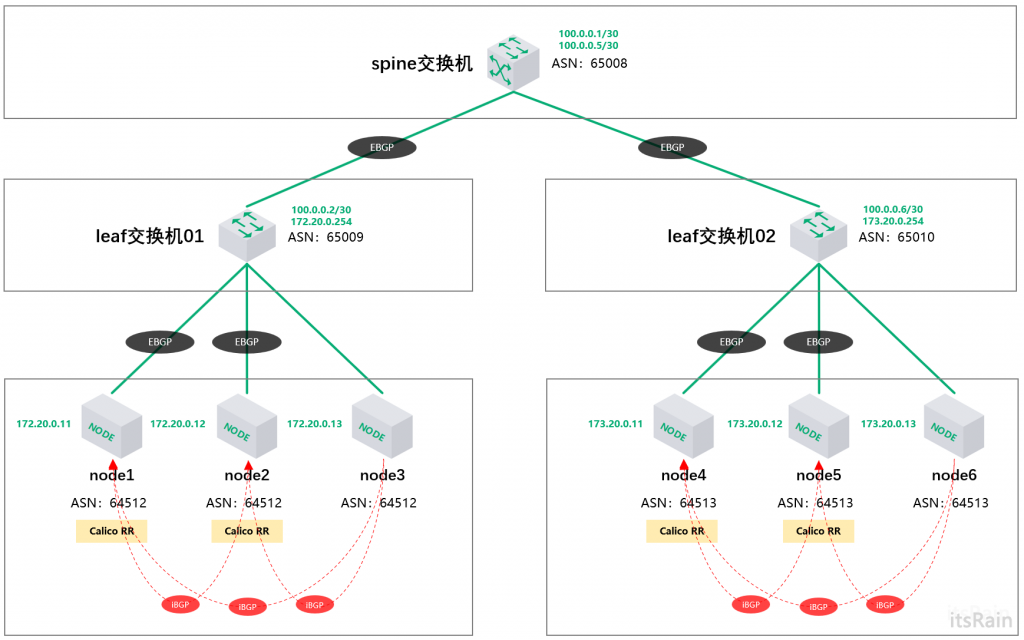 100.0.0.1/30
100.0.0.5/30
spine交换机
ASN：65008
EBGP
EBGP
100.0.0.2/30
172.20.0.254
leaf交换机01
ASN：65009
100.0.0.6/30
173.20.0.254
leaf交换机02
ASN：65010
EBGP
EBGP
EBGP
EBGP
172.20.0.11
NODE
172.20.0.12
NODE
172.20.0.13
NODE
173.20.0.11
NODE
173.20.0.12
NODE
173.20.0.13
NODE
node1
node2
node3
node4
node5
node6
ASN：64512
ASN：64512
ASN：64512
ASN：64513
ASN：64513
ASN：64513
Calico RR
Calico RR
Calico RR
Calico RR
iBGP
iBGP
iBGP
iBGP
iBGP
iBGP
itsRain